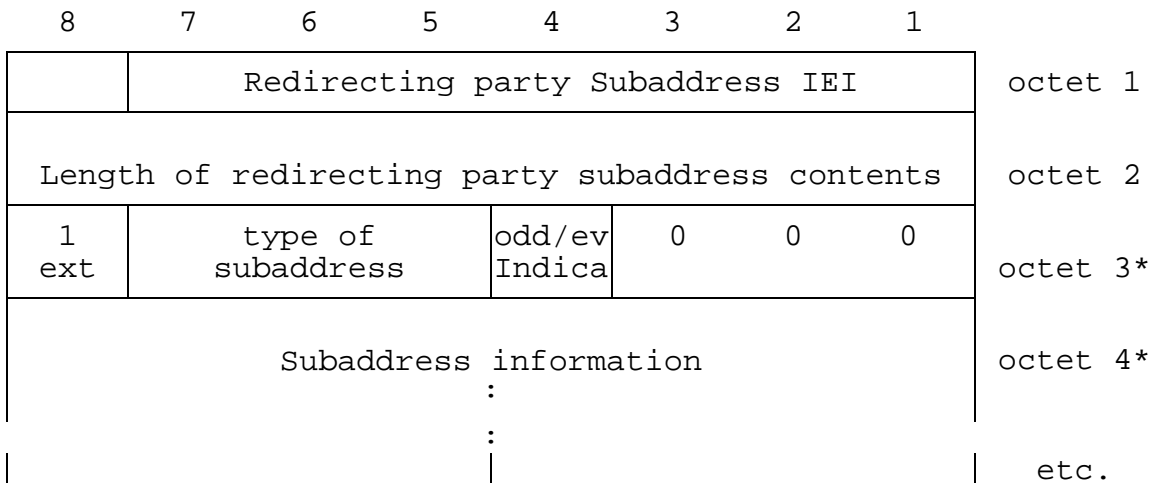 8 7 6 5 4 3 2 1
Redirecting party Subaddress IEI octet 1
Length of redirecting party subaddress contents octet 2
1 type of odd/ev 0 0 0
ext subaddress Indica octet 3*
Subaddress information octet 4*
:
:
etc.